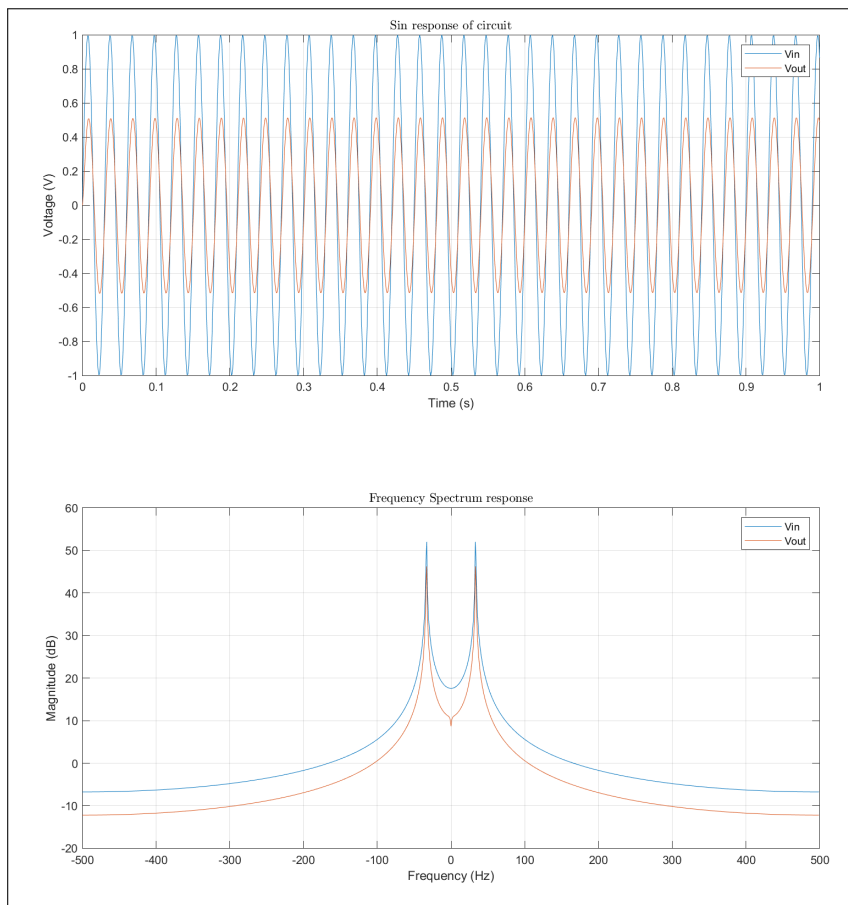 Sin response of circuit
1
0.8
0.6
0.4
0.2
0
-0.2
-0.4
-0.6
-0.8
-1
Voltage (V)
Vin
Vout
0 0.1 0.2 0.3 0.4 0.5 0.6 0.7 0.8 0.9 1
Time (s)
Frequency Spectrum response
60
50
40
30
20
10
0
-10
-20
Magnitude (dB)
Vin
Vout
-500 -400 -300 -200 -100 0 100 200 300 400 500
Frequency (Hz)